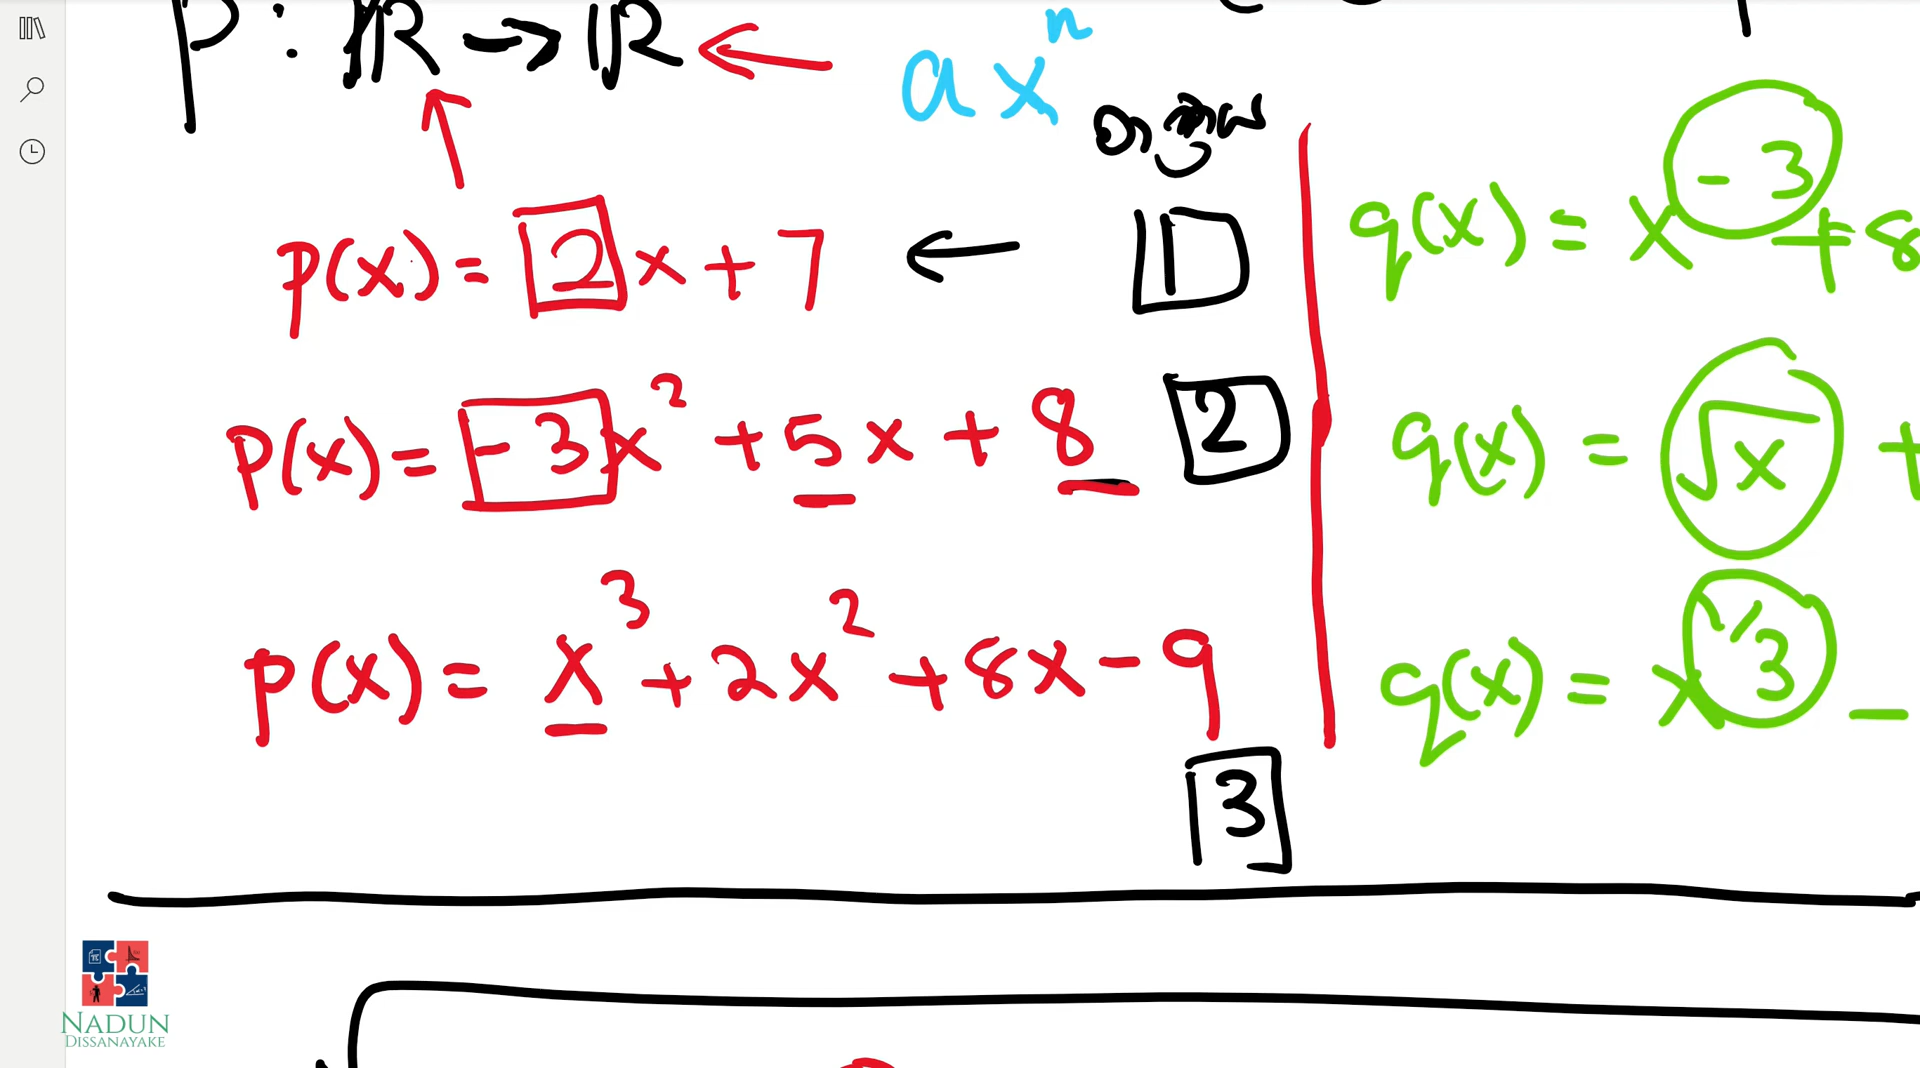 p : ℝ → ℝ ← axⁿ
p(x) = 2x + 7 ← 1
p(x) = -3x² + 5x + 8 2
p(x) = x³ + 2x² + 8x - 9
3
q(x) = x⁻³ + 8
q(x) = √x +
q(x) = x^1/3 -
NADUN
DISSANAYAKE